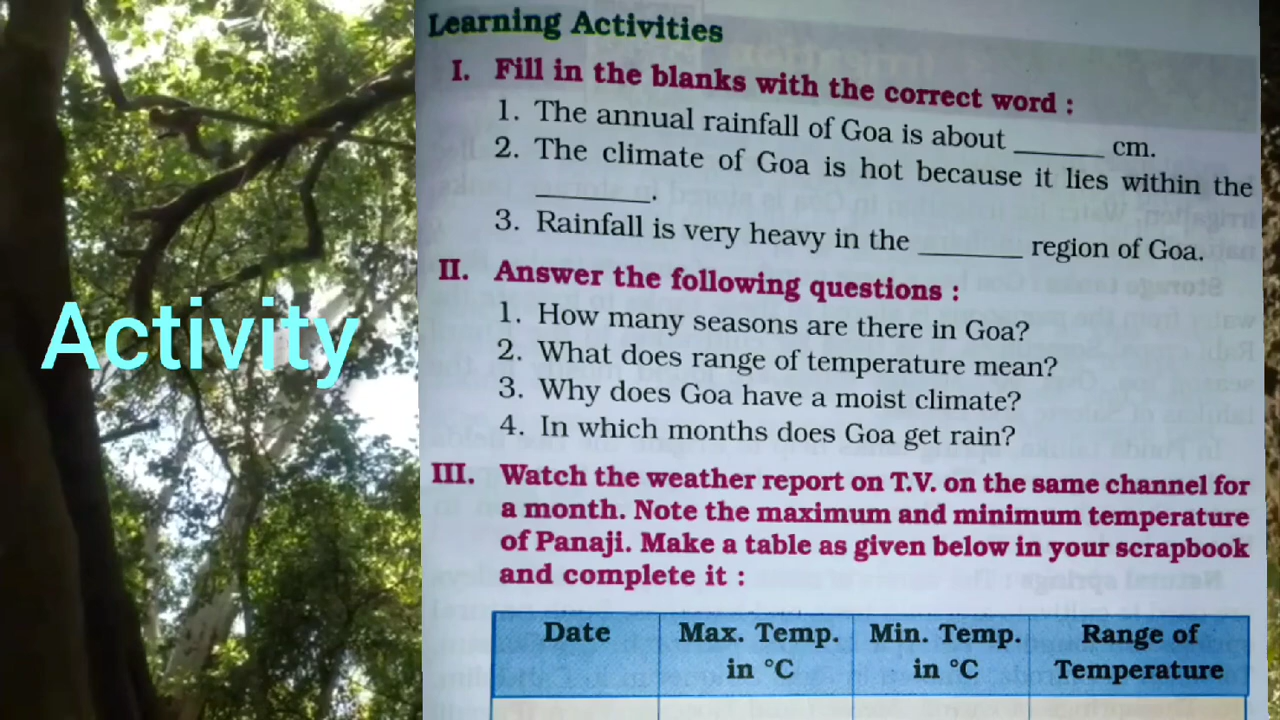 Activity
Learning Activities
I. Fill in the blanks with the correct word :
1. The annual rainfall of Goa is about ______ cm.
2. The climate of Goa is hot because it lies within the
______.
3. Rainfall is very heavy in the ______ region of Goa.
II. Answer the following questions :
1. How many seasons are there in Goa?
2. What does range of temperature mean?
3. Why does Goa have a moist climate?
4. In which months does Goa get rain?
III. Watch the weather report on T.V. on the same channel for
a month. Note the maximum and minimum temperature
of Panaji. Make a table as given below in your scrapbook
and complete it :
Date Max. Temp. Min. Temp. Range of
in °C in °C Temperature